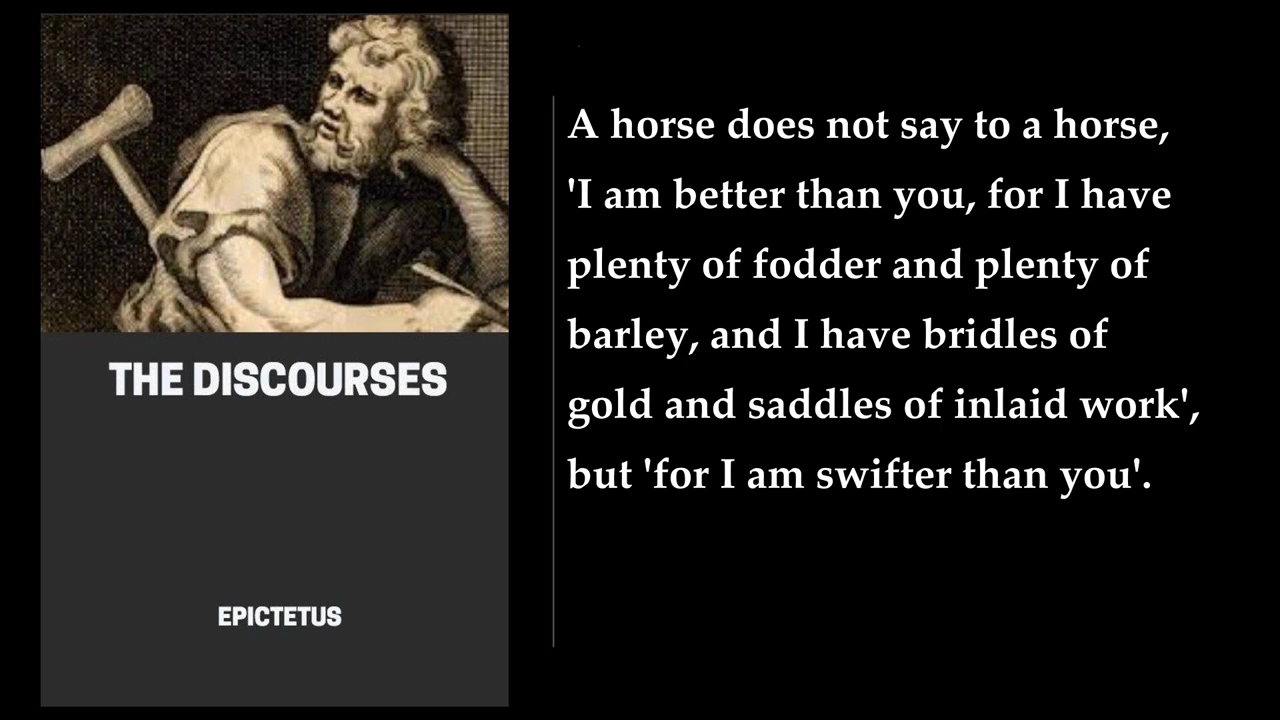 THE DISCOURSES
EPICTETUS
A horse does not say to a horse,
'I am better than you, for I have
plenty of fodder and plenty of
barley, and I have bridles of
gold and saddles of inlaid work',
but 'for I am swifter than you'.